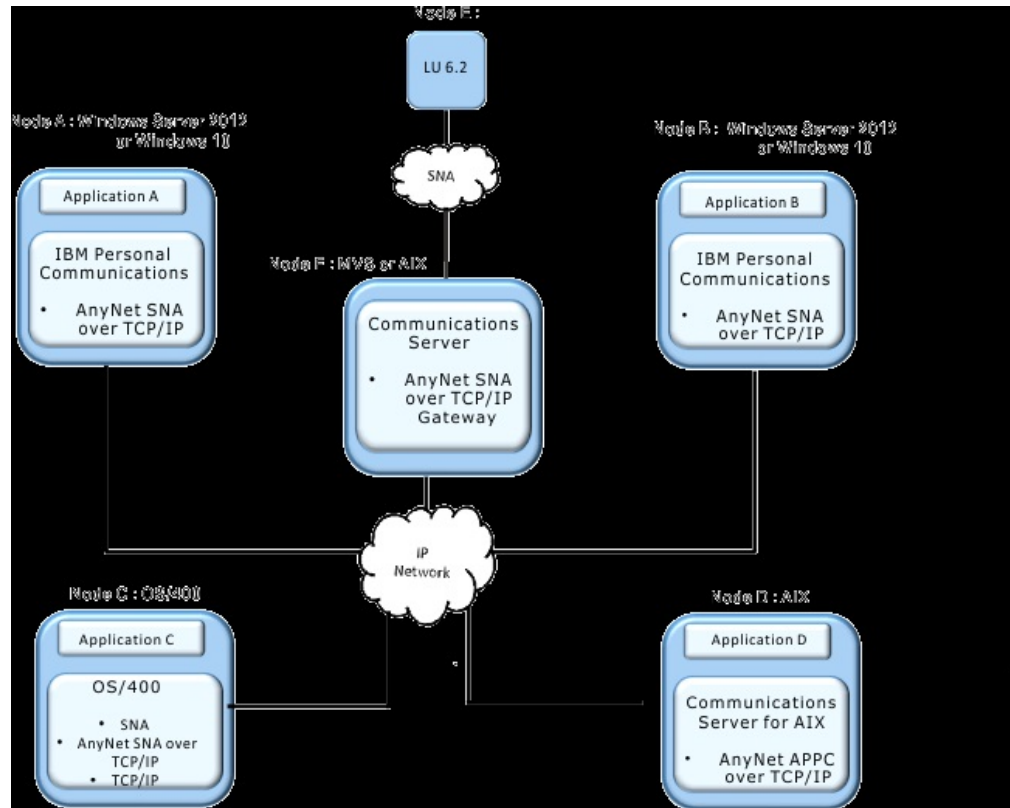 Node E :
LU 6.2
Node A : Windows Server 2012
or Windows 10
Node B : Windows Server 2012
or Windows 10
SNA
Application A
Application B
IBM Personal
Communications
• AnyNet SNA
over TCP/IP
Node F : MVS or AIX
Communications
Server
• AnyNet SNA
over TCP/IP
Gateway
IBM Personal
Communications
• AnyNet SNA
over TCP/IP
IP
Network
Node C : OS/400
Application C
OS/400
• SNA
• AnyNet SNA over
TCP/IP
• TCP/IP
Node D : AIX
Application D
Communications
Server for AIX
• AnyNet APPC
over TCP/IP